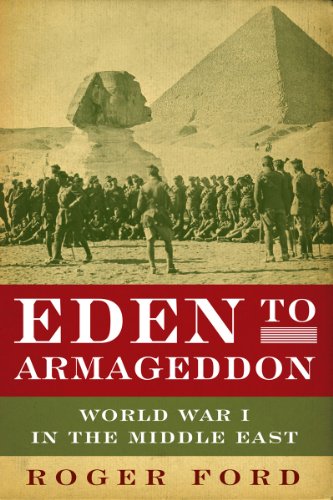 EDEN TO
ARMAGEDDON
WORLD WAR I
IN THE MIDDLE EAST
ROGER FORD